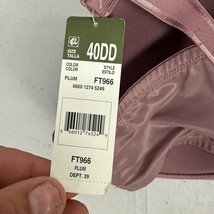 SIZE
TALLA
40DD
COLOR
COLOR
STYLE
ESTILO
PLUM
FT966
6660 1274 5249
FT966
PLUM
DEPT. 29